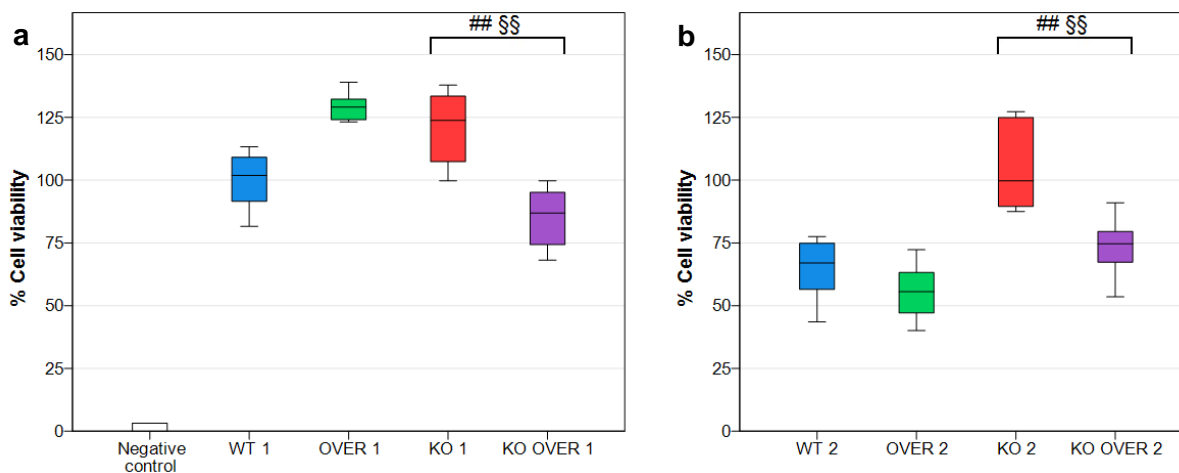 a
## §§
150
125
100
75
50
25
0
% Cell viability
Negative
control
WT 1
OVER 1
KO 1
KO OVER 1
b
## §§
150
125
100
75
50
25
0
% Cell viability
WT 2
OVER 2
KO 2
KO OVER 2